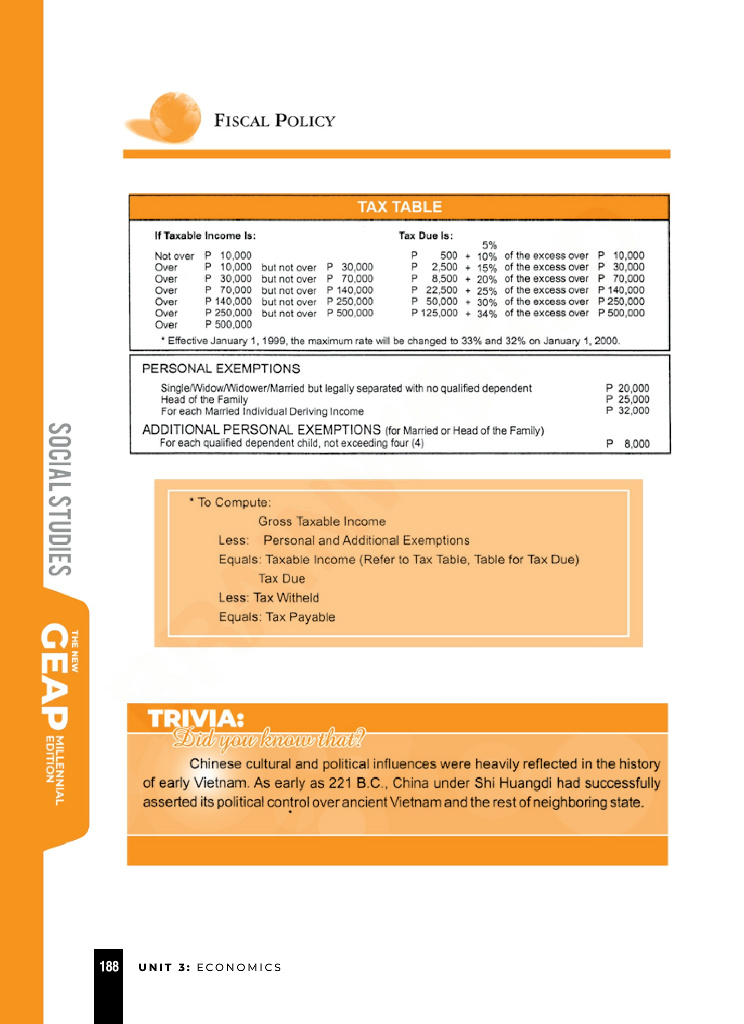 FISCAL POLICY
TAX TABLE
If Taxable Income Is: Tax Due Is:
5%
Not over P 10,000 P 500 + 10% of the excess over P 10,000
Over P 10,000 but not over P 30,000 P 2,500 + 15% of the excess over P 30,000
Over P 30,000 but not over P 70,000 P 8,500 + 20% of the excess over P 70,000
Over P 70,000 but not over P 140,000 P 22,500 + 25% of the excess over P 140,000
Over P 140,000 but not over P 250,000 P 50,000 + 30% of the excess over P 250,000
Over P 250,000 but not over P 500,000 P 125,000 + 34% of the excess over P 500,000
Over P 500,000
* Effective January 1, 1999, the maximum rate will be changed to 33% and 32% on January 1, 2000.
PERSONAL EXEMPTIONS
Single/Widow/Widower/Married but legally separated with no qualified dependent P 20,000
Head of the Family P 25,000
For each Married Individual Deriving Income P 32,000
ADDITIONAL PERSONAL EXEMPTIONS (for Married or Head of the Family)
For each qualified dependent child, not exceeding four (4) P 8,000
* To Compute:
Gross Taxable Income
Less: Personal and Additional Exemptions
Equals: Taxable Income (Refer to Tax Table, Table for Tax Due)
Tax Due
Less: Tax Witheld
Equals: Tax Payable
TRIVIA:
Did you know that?
Chinese cultural and political influences were heavily reflected in the history
of early Vietnam. As early as 221 B.C., China under Shi Huangdi had successfully
asserted its political control over ancient Vietnam and the rest of neighboring state.
SOCIAL STUDIES
THE NEW
GEAP
MILLENNIAL
EDITION
188 UNIT 3: ECONOMICS